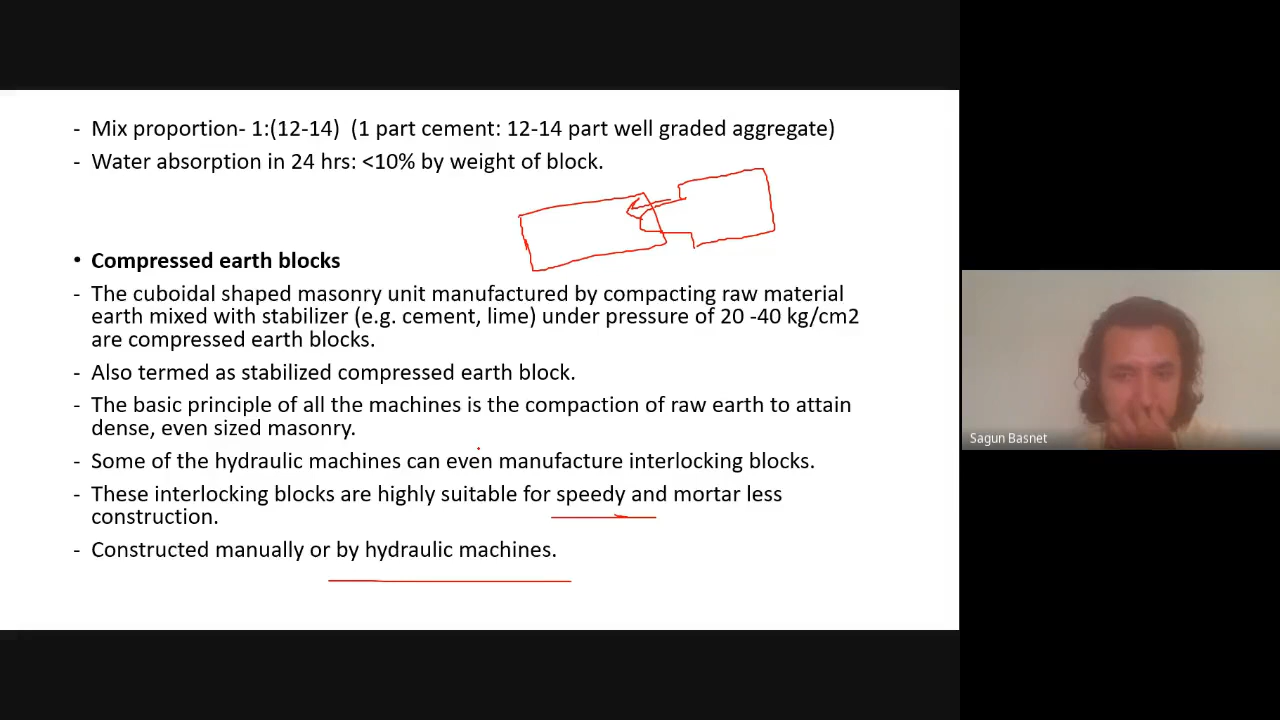 - Mix proportion- 1:(12-14) (1 part cement: 12-14 part well graded aggregate)
- Water absorption in 24 hrs: <10% by weight of block.
• Compressed earth blocks
- The cuboidal shaped masonry unit manufactured by compacting raw material
earth mixed with stabilizer (e.g. cement, lime) under pressure of 20 -40 kg/cm2
are compressed earth blocks.
- Also termed as stabilized compressed earth block.
- The basic principle of all the machines is the compaction of raw earth to attain
dense, even sized masonry.
- Some of the hydraulic machines can even manufacture interlocking blocks.
- These interlocking blocks are highly suitable for speedy and mortar less
construction.
- Constructed manually or by hydraulic machines.
Sagun Basnet